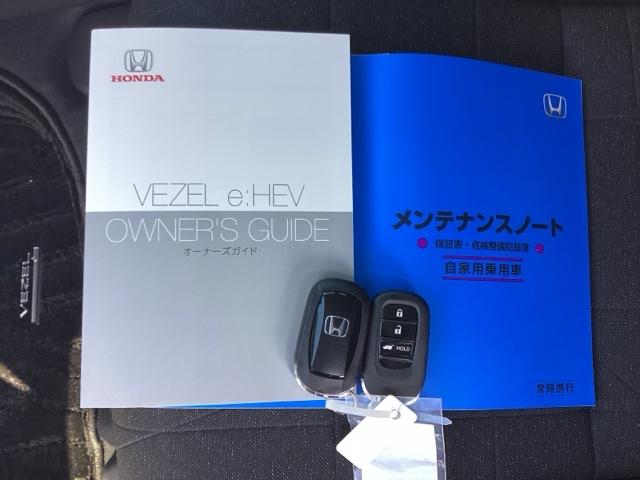 HONDA
VEZEL e:HEV
OWNER'S GUIDE
オーナーズガイド
メンテナンスノート
保証書・点検整備記録簿
自家用乗用車
常時携行
HOLD
VEZEL